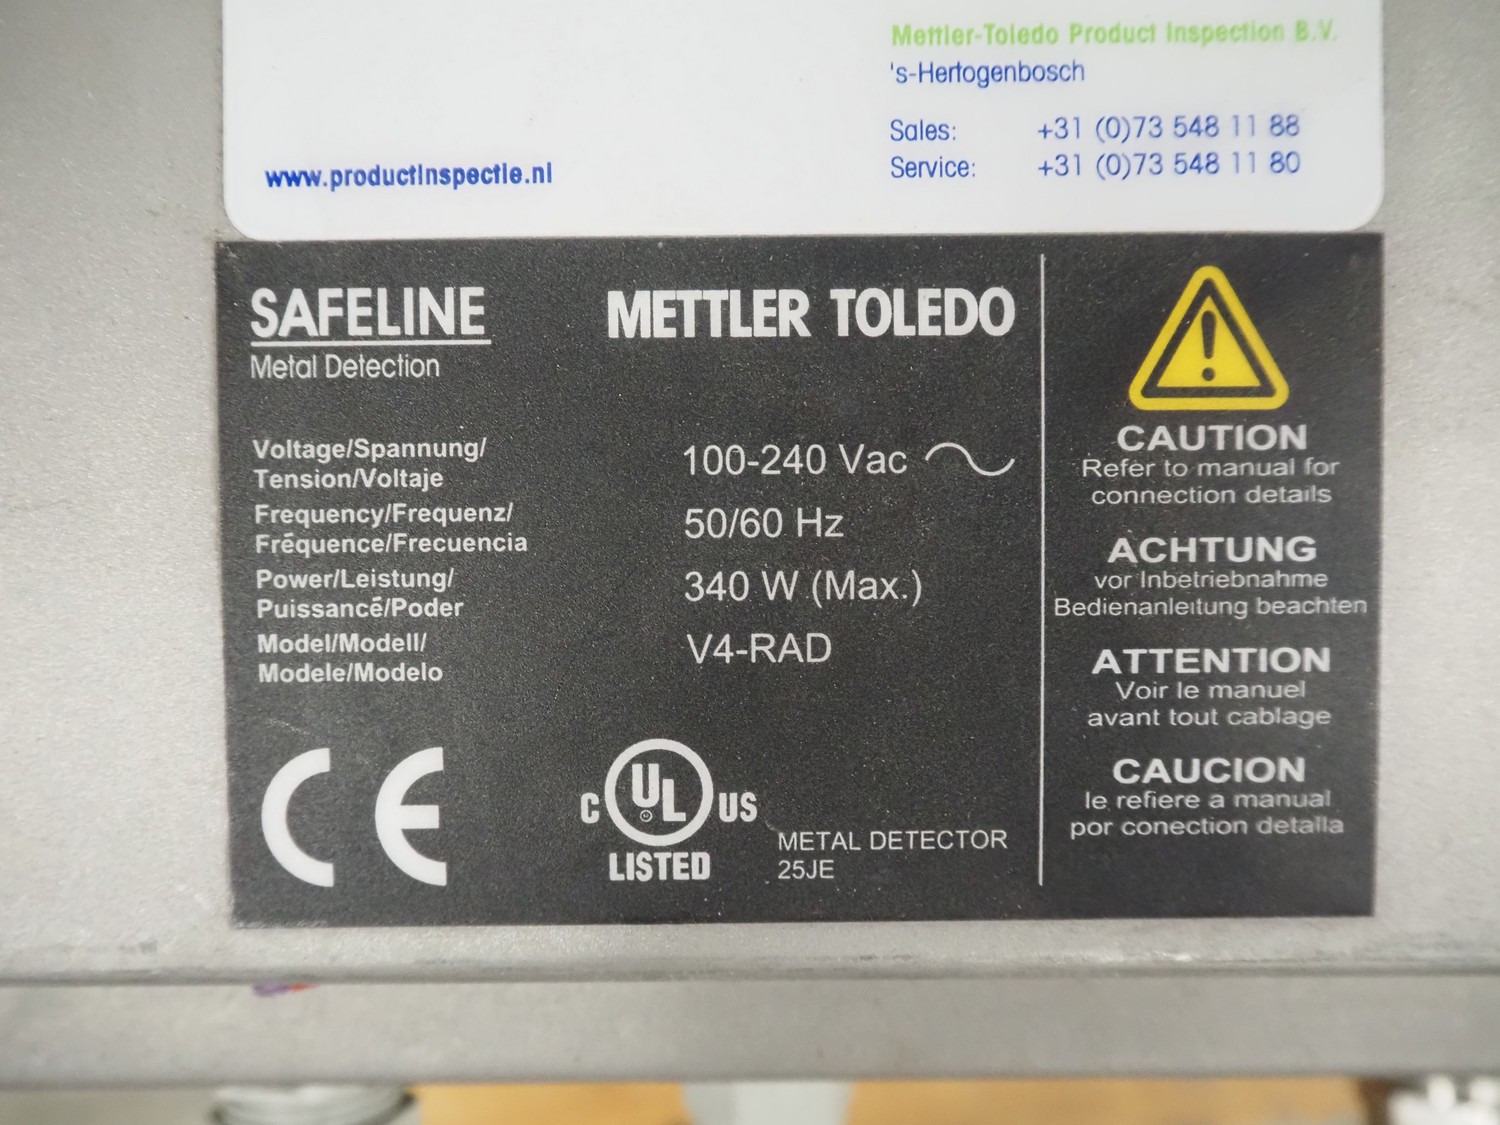 Mettler-Toledo Product Inspection B.V.
's-Hertogenbosch
Sales: +31 (0)73 548 11 88
Service: +31 (0)73 548 11 80
www.productinspectie.nl
SAFELINE
Metal Detection
METTLER TOLEDO
Voltage/Spannung/
Tension/Voltaje
100-240 Vac
Frequency/Frequenz/
Fréquence/Frecuencia
50/60 Hz
Power/Leistung/
Puissancé/Poder
340 W (Max.)
Model/Modell/
Modele/Modelo
V4-RAD
CE
C UL US
LISTED
METAL DETECTOR
25JE
CAUTION
Refer to manual for
connection details
ACHTUNG
vor Inbetriebnahme
Bedienanleitung beachten
ATTENTION
Voir le manuel
avant tout cablage
CAUCION
le refiere a manual
por conection detalla